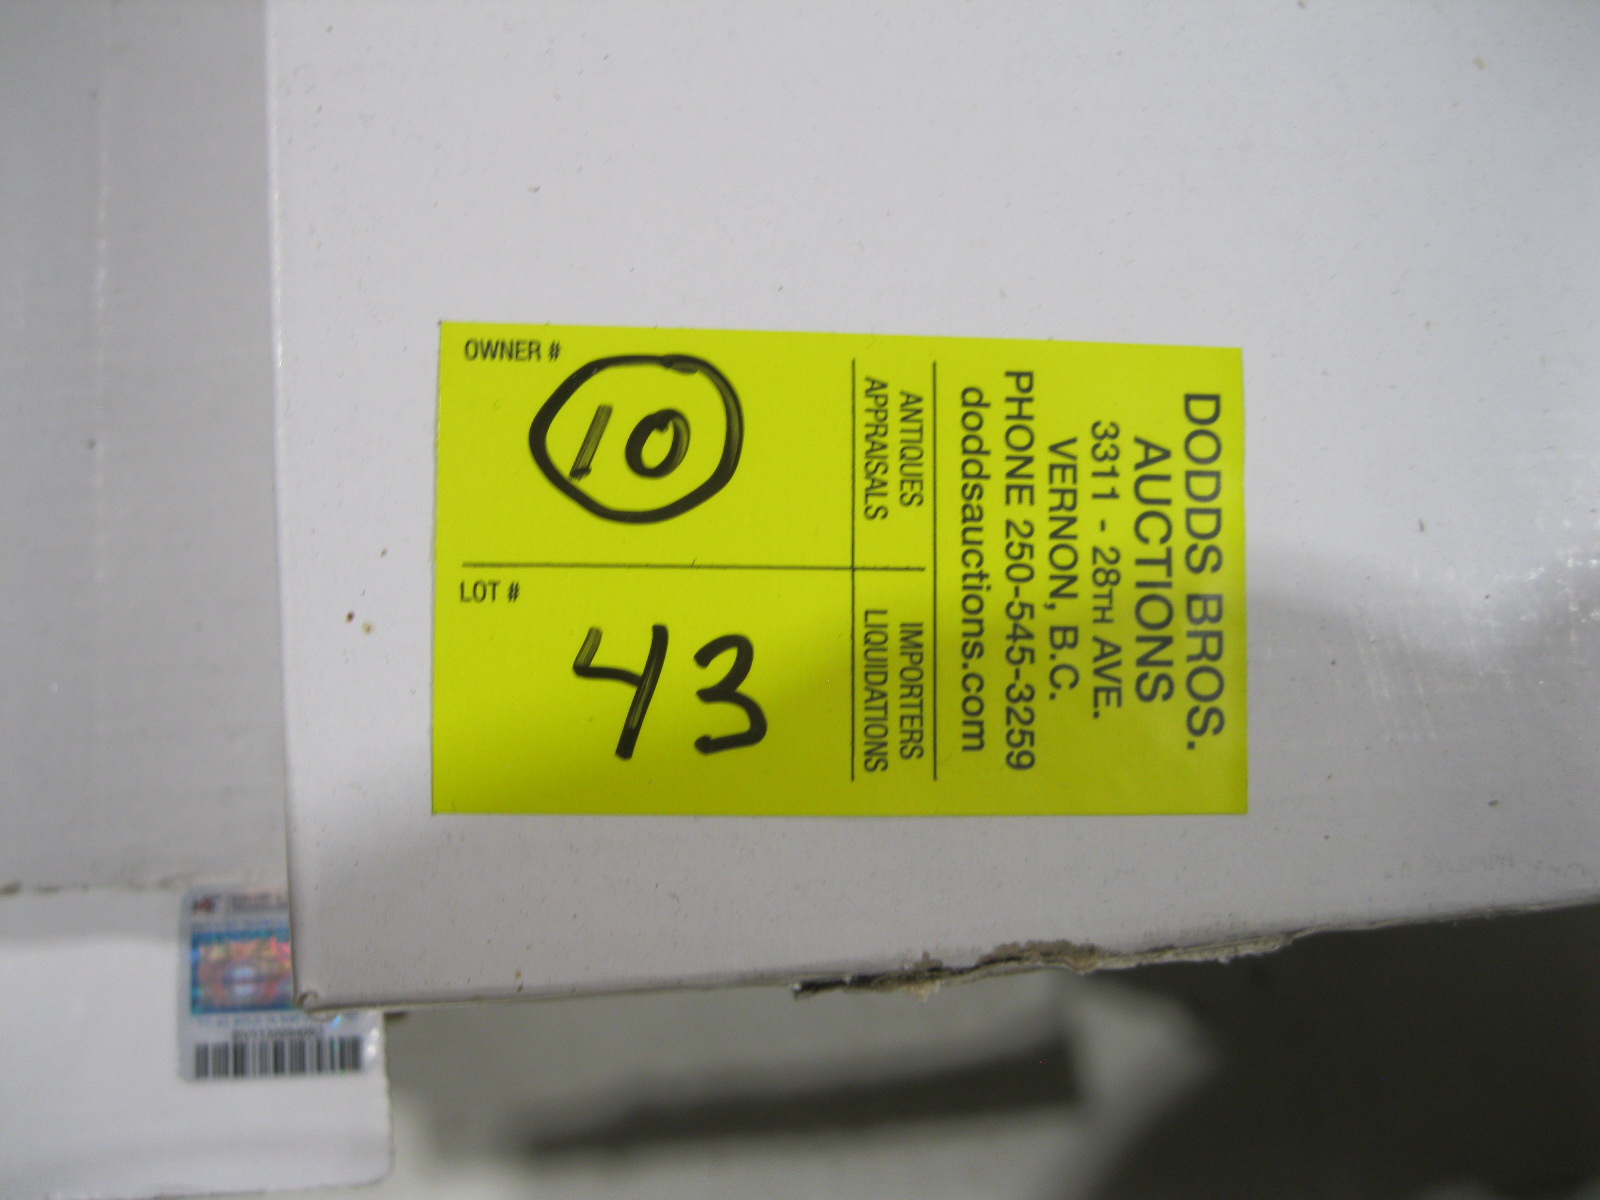 DODDS BROS.
AUCTIONS
3311 - 28TH AVE.
VERNON, B.C.
PHONE 250-545-3259
doddsauctions.com
ANTIQUES
APPRAISALS
IMPORTERS
LIQUIDATIONS
OWNER #
10
LOT #
43